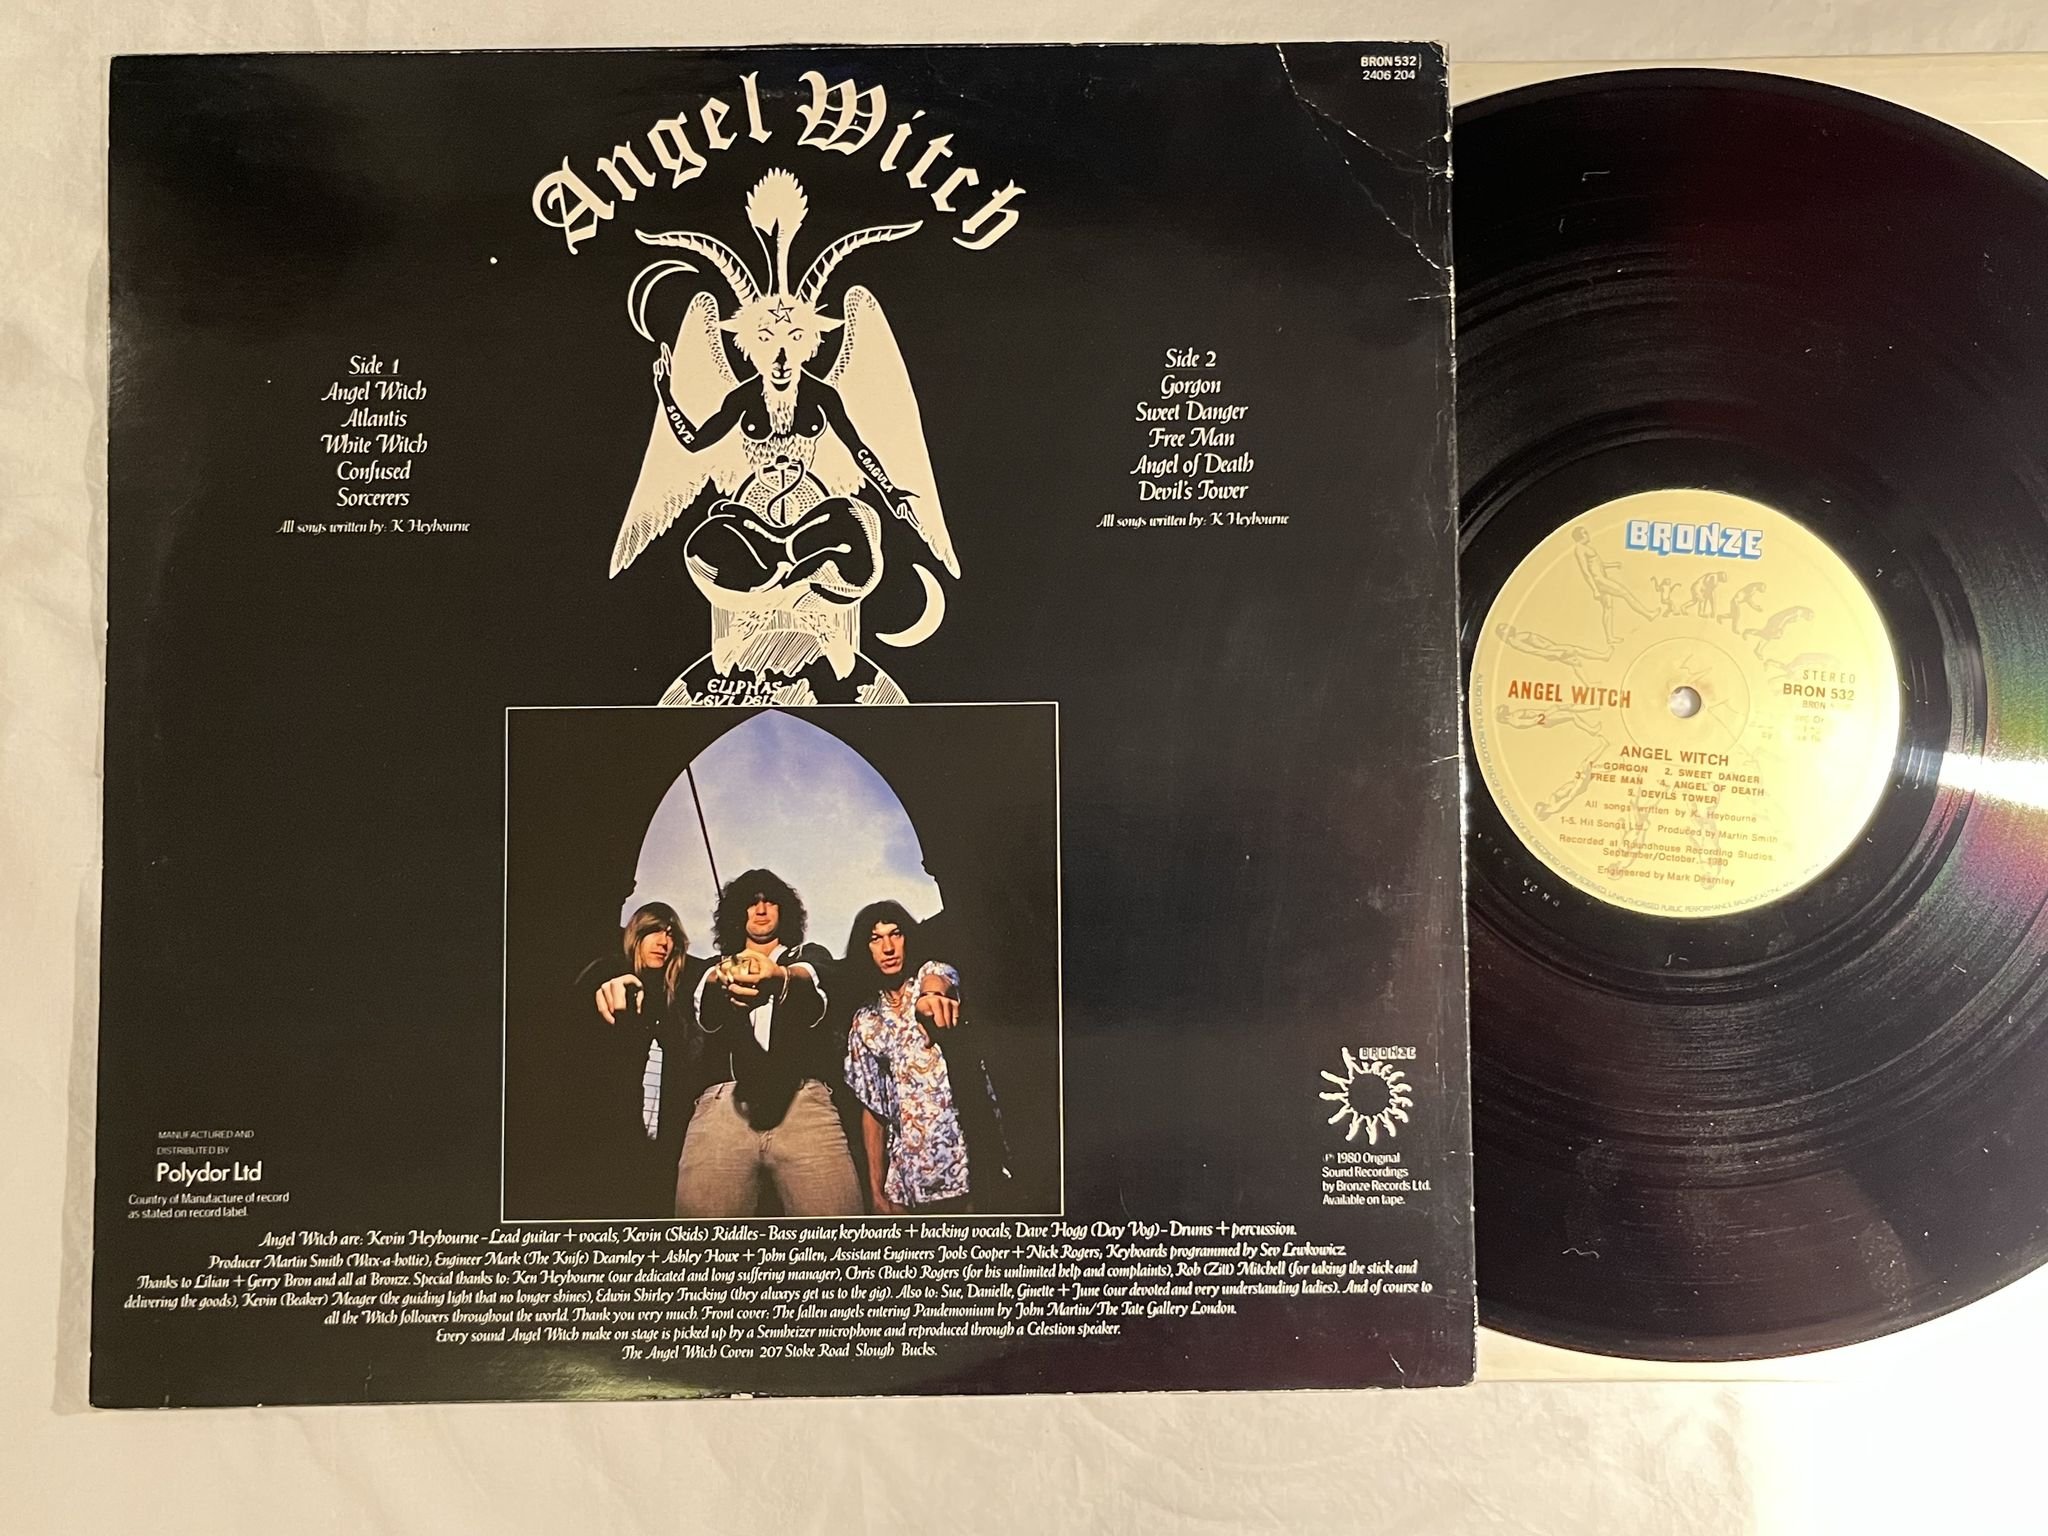 BRON 532
2406 204
Angel Witch
Side 1
Angel Witch
Atlantis
White Witch
Confused
Sorcerers
All songs written by: K Heybourne
Side 2
Gorgon
Sweet Danger
Free Man
Angel of Death
Devil's Tower
All songs written by: K Heybourne
SOLVE
COAGULA
ELIPHAS
BRONZE
℗ 1980 Original
Sound Recordings
by Bronze Records Ltd.
Available on tape.
MANUFACTURED AND
DISTRIBUTED BY
Polydor Ltd
Country of Manufacture of record
as stated on record label.
Angel Witch are: Kevin Heybourne – Lead guitar + vocals, Kevin (Skids) Riddles – Bass guitar, keyboards + backing vocals, Dave Hogg (Day Vog) – Drums + percussion.
Producer Martin Smith (Wax-a-hottie), Engineer Mark (The Knife) Dearnley + Ashley Howe + John Gallen, Assistant Engineers Jools Cooper + Nick Rogers, Keyboards programmed by Sev Lewkowicz.
Thanks to Lilian + Gerry Bron and all at Bronze. Special thanks to: Ken Heybourne (our dedicated and long suffering manager), Chris (Buck) Rogers (for his unlimited help and complaints), Rob (Zitt) Mitchell (for taking the stick and
delivering the goods), Kevin (Beaker) Meager (the guiding light that no longer shines), Edwin Shirley Trucking (they always get us to the gig). Also to: Sue, Danielle, Ginette + June (our devoted and very understanding ladies). And of course to
all the Witch followers throughout the world. Thank you very much. Front cover: The fallen angels entering Pandemonium by John Martin/The Tate Gallery London.
Every sound Angel Witch make on stage is picked up by a Sennheizer microphone and reproduced through a Celestion speaker.
The Angel Witch Coven 207 Stoke Road Slough Bucks.
BRONZE
STEREO
BRON 532
ANGEL WITCH
2
ANGEL WITCH
1. GORGON 2. SWEET DANGER
3. FREE MAN 4. ANGEL OF DEATH
5. DEVILS TOWER
All songs written by K. Heybourne
1-5. Hit Songs Ltd. Produced by Martin Smith
Recorded at Roundhouse Recording Studios,
September/October, 1980
Engineered by Mark Dearnley